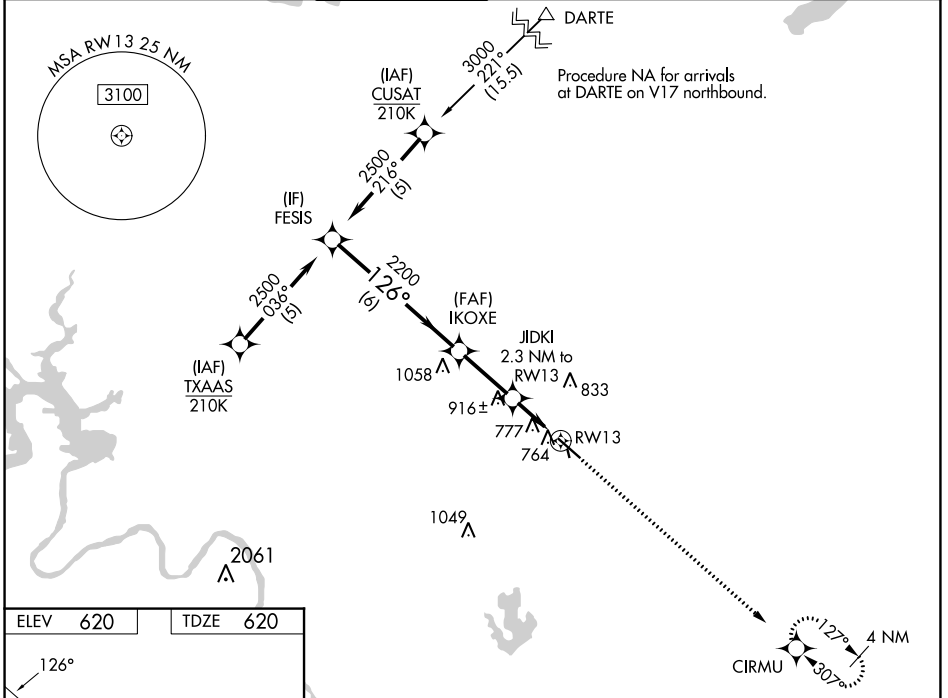 MSA RW13 25 NM
3100
DARTE
3000
221°
(15.5)
Procedure NA for arrivals
at DARTE on V17 northbound.
(IAF)
CUSAT
210K
2500
216°
(5)
(IF)
FESIS
2500
036°
(5)
(IAF)
TXAAS
210K
2200
126°
(6)
(FAF)
IKOXE
1058
JIDKI
2.3 NM to
RW13
833
916±
777
764
RW13
1049
2061
ELEV 620
TDZE 620
126°
127°
4 NM
307°
CIRMU